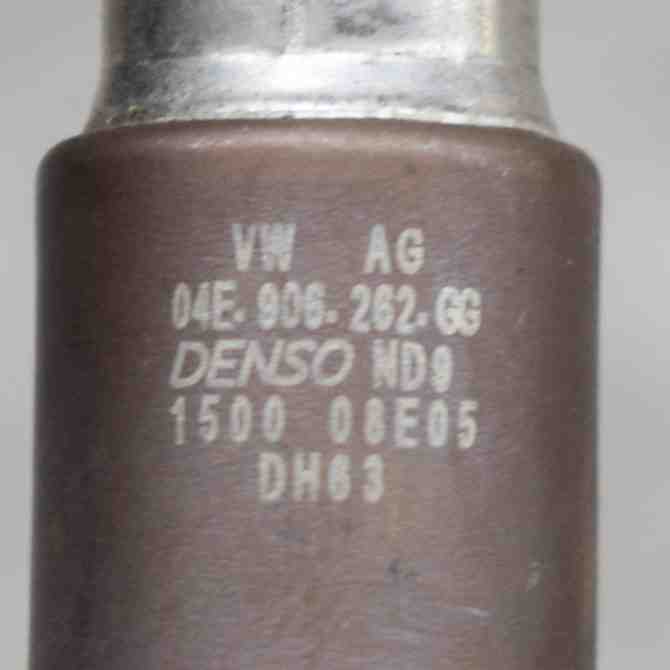 VW AG
04E.906.262.GG
DENSO ND9
1500 08E05
DH63